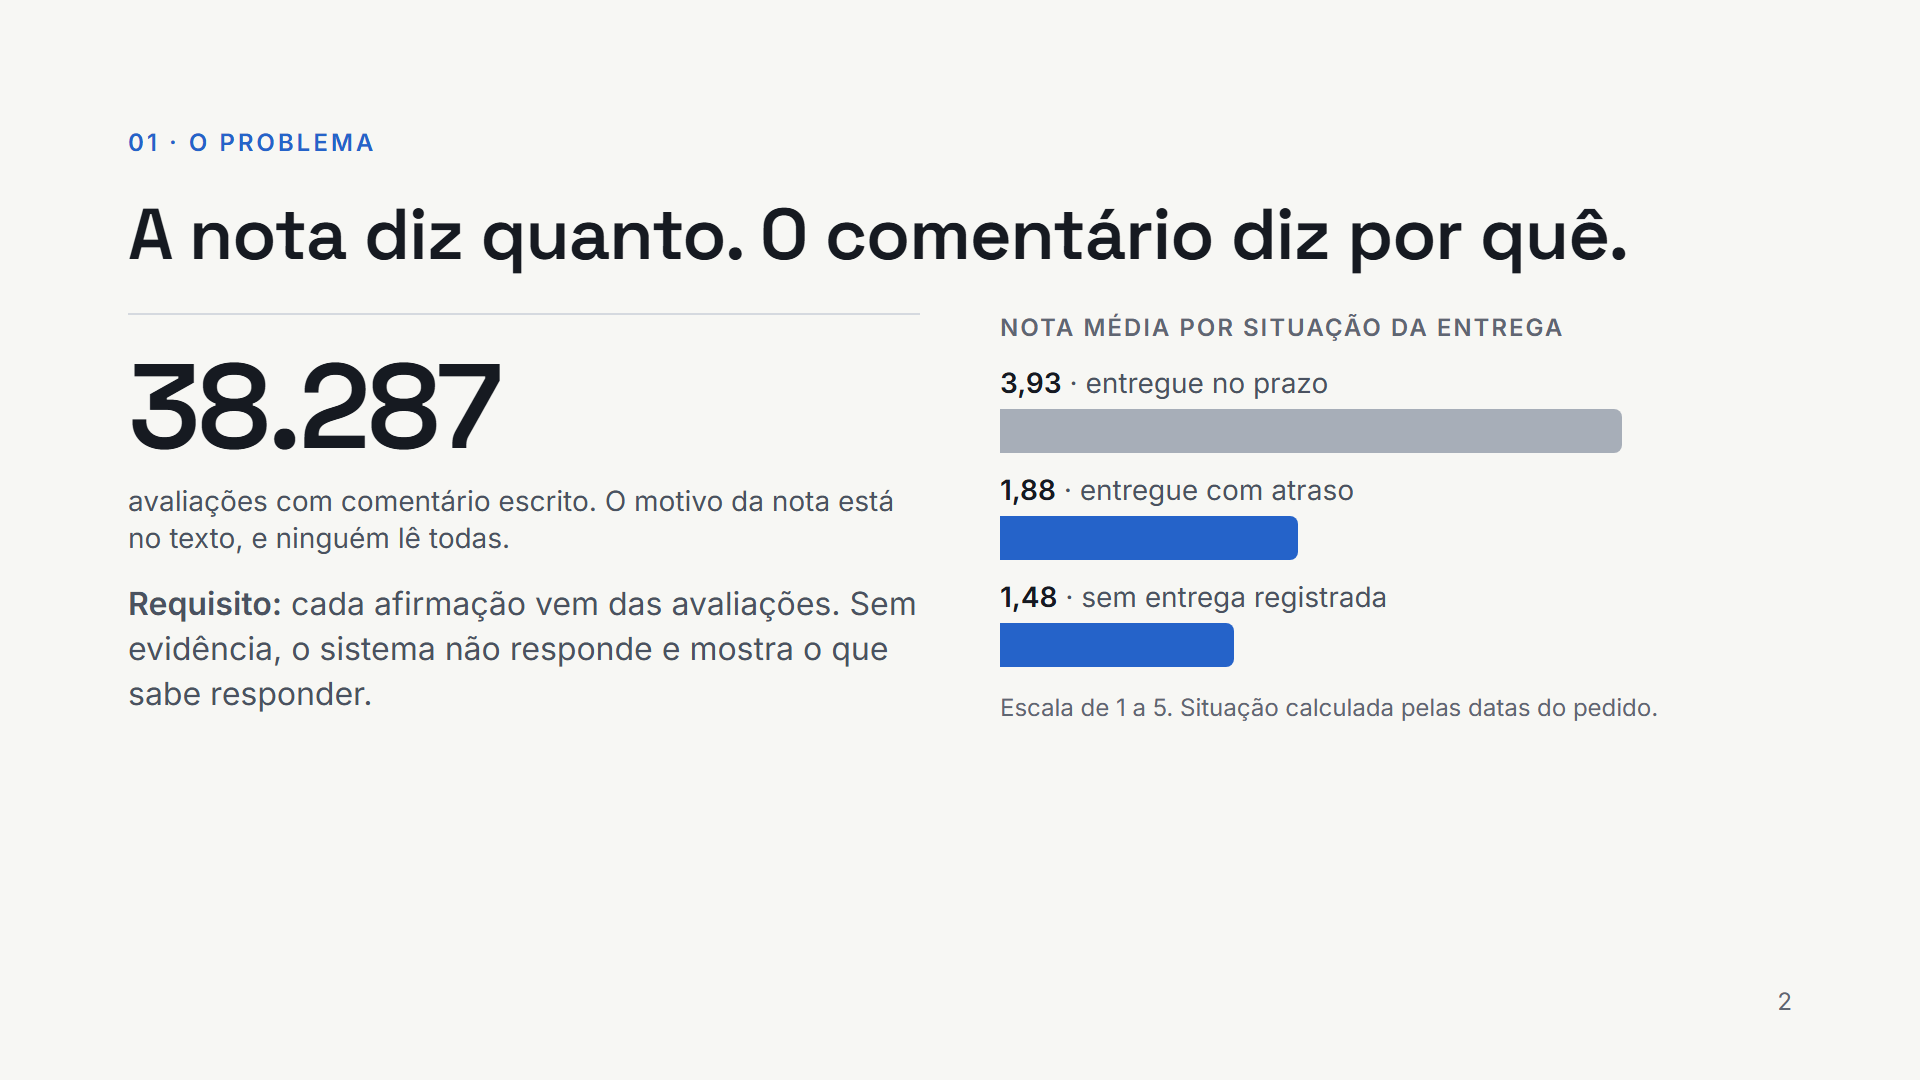 01 · O PROBLEMA
A nota diz quanto. O comentário diz por quê.
38.287
avaliações com comentário escrito. O motivo da nota está
no texto, e ninguém lê todas.
Requisito: cada afirmação vem das avaliações. Sem
evidência, o sistema não responde e mostra o que
sabe responder.
NOTA MÉDIA POR SITUAÇÃO DA ENTREGA
3,93 · entregue no prazo
1,88 · entregue com atraso
1,48 · sem entrega registrada
Escala de 1 a 5. Situação calculada pelas datas do pedido.
2